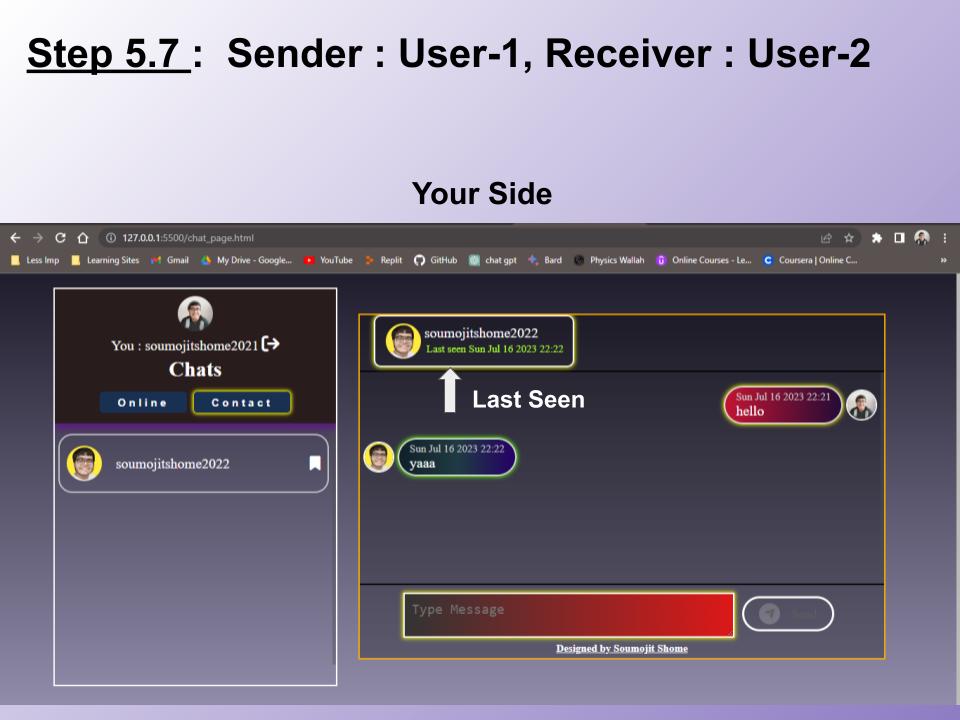 Step 5.7 :  Sender : User-1, Receiver : User-2
Your Side
127.0.0.1:5500/chat_page.html
Less Imp Learning Sites Gmail My Drive - Google... YouTube Replit GitHub chat gpt Bard Physics Wallah Online Courses - Le... Coursera | Online C... »
You : soumojitshome2021
Chats
Online Contact
soumojitshome2022
soumojitshome2022
Last seen Sun Jul 16 2023 22:22
Last Seen
Sun Jul 16 2023 22:21
hello
Sun Jul 16 2023 22:22
yaaa
Type Message
Send
Designed by Soumojit Shome